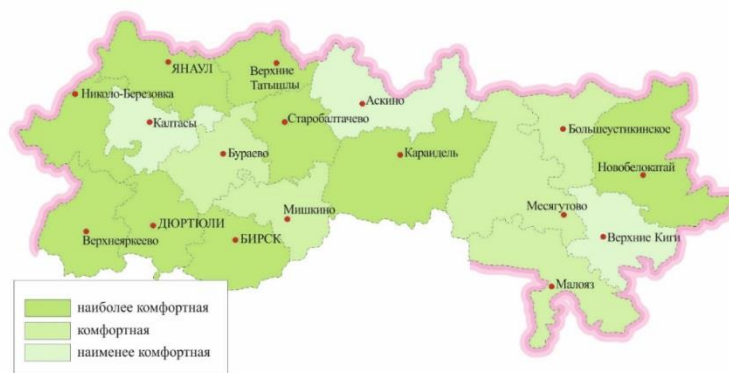 ЯНАУЛ
Верхние
Татышлы
Николо-Березовка
Аскино
Калтасы
Старобалтачево
Большеустикинское
Бураево
Караидель
Новобелокатай
Мишкино
Месягутово
ДЮРТЮЛИ
Верхнеяркеево
БИРСК
Верхние Киги
Малояз
наиболее комфортная
комфортная
наименее комфортная